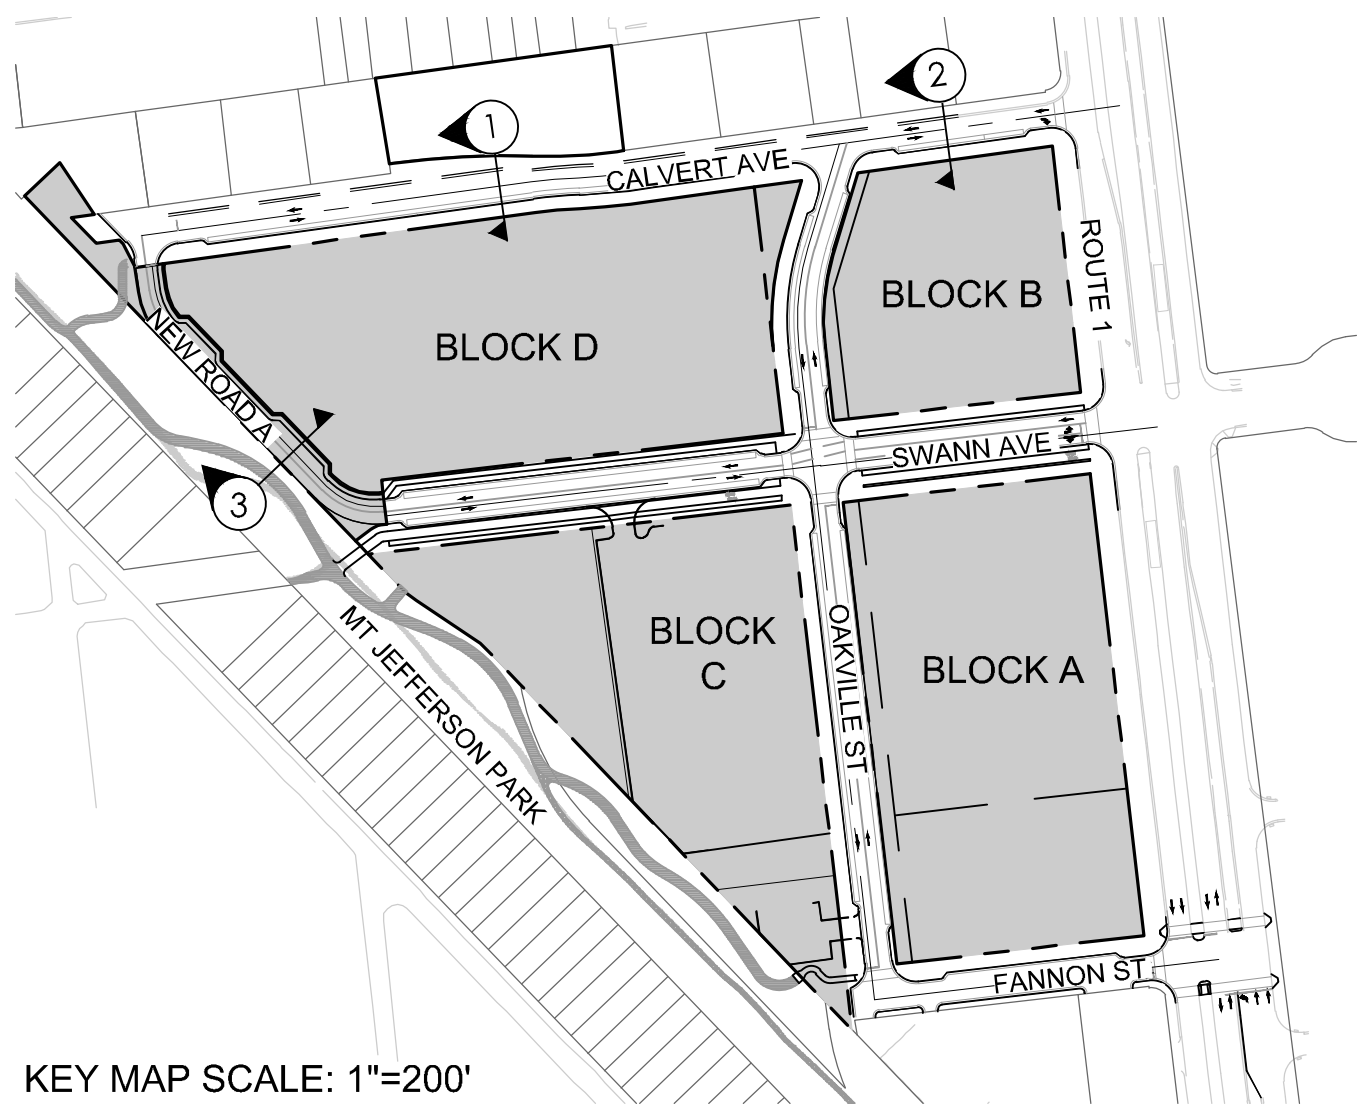 2
1
CALVERT AVE
ROUTE 1
BLOCK B
BLOCK D
NEW ROAD A
SWANN AVE
3
MT JEFFERSON PARK
BLOCK
C
OAKVILLE ST
BLOCK A
FANNON ST
KEY MAP SCALE: 1"=200'